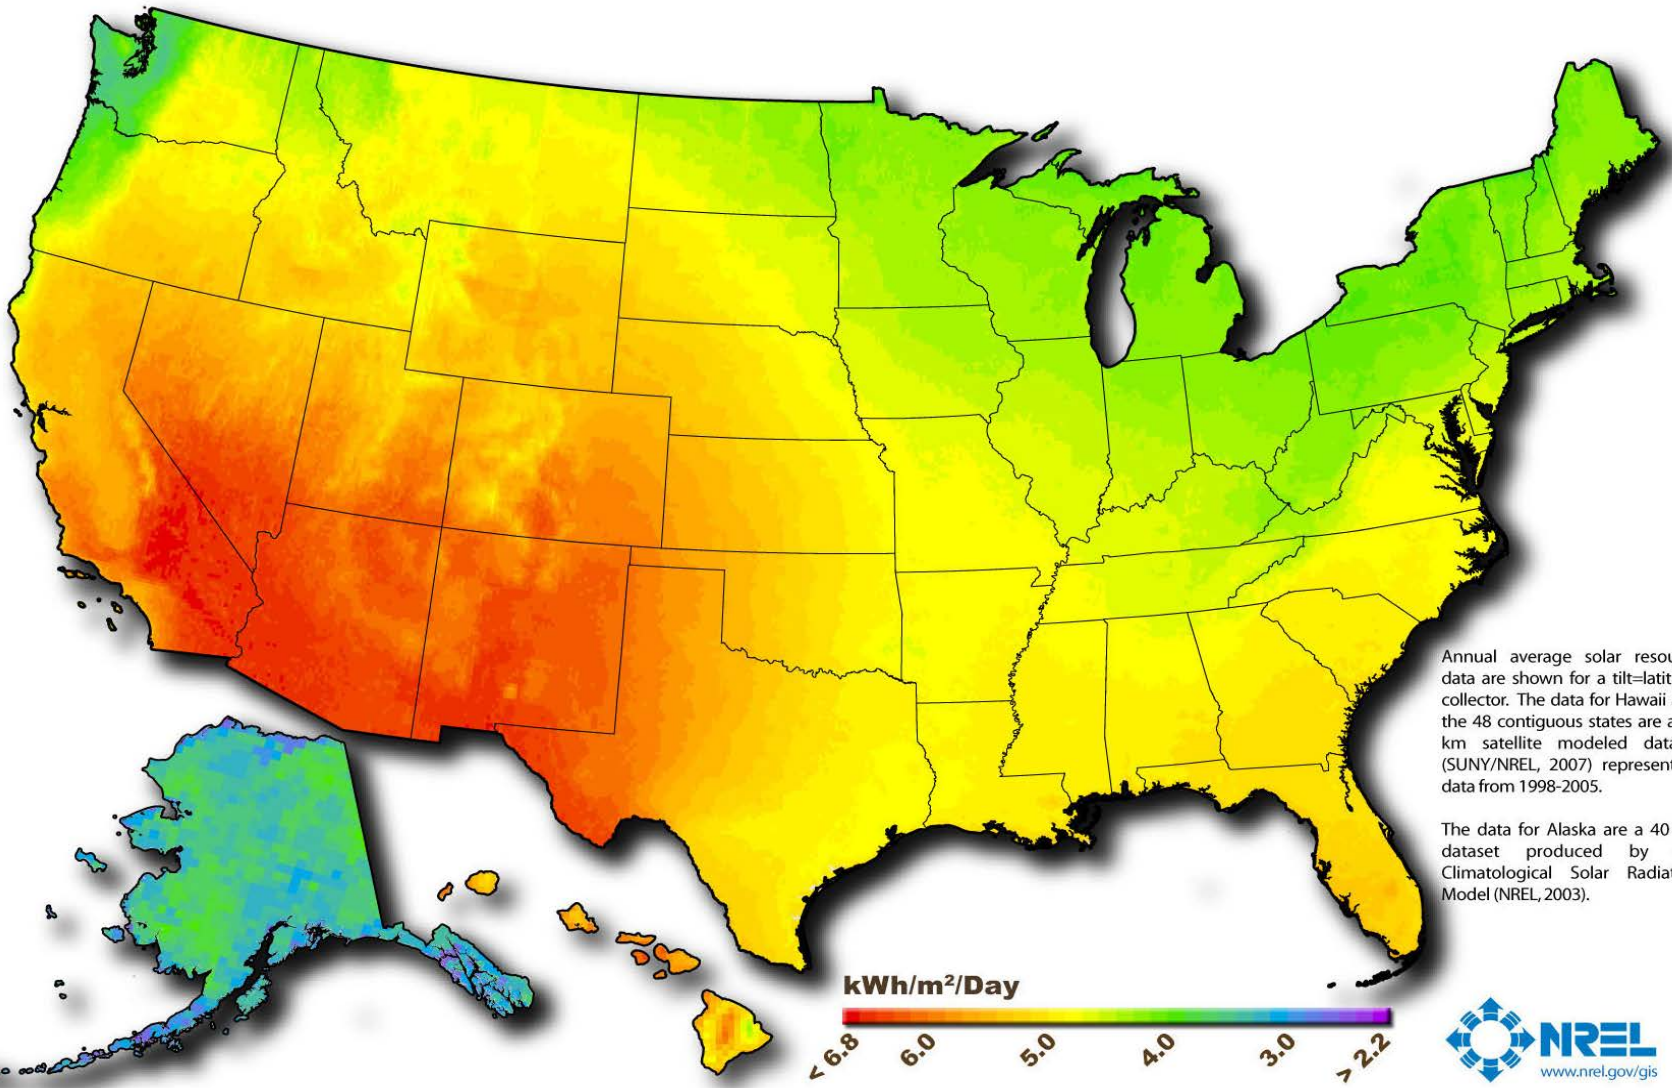 Annual average solar resou
data are shown for a tilt=latit
collector. The data for Hawaii
the 48 contiguous states are a
km satellite modeled data
(SUNY/NREL, 2007) represent
data from 1998-2005.
The data for Alaska are a 40
dataset produced by
Climatological Solar Radiat
Model (NREL, 2003).
kWh/m²/Day
< 6.8 6.0 5.0 4.0 3.0 > 2.2
NREL
www.nrel.gov/gis